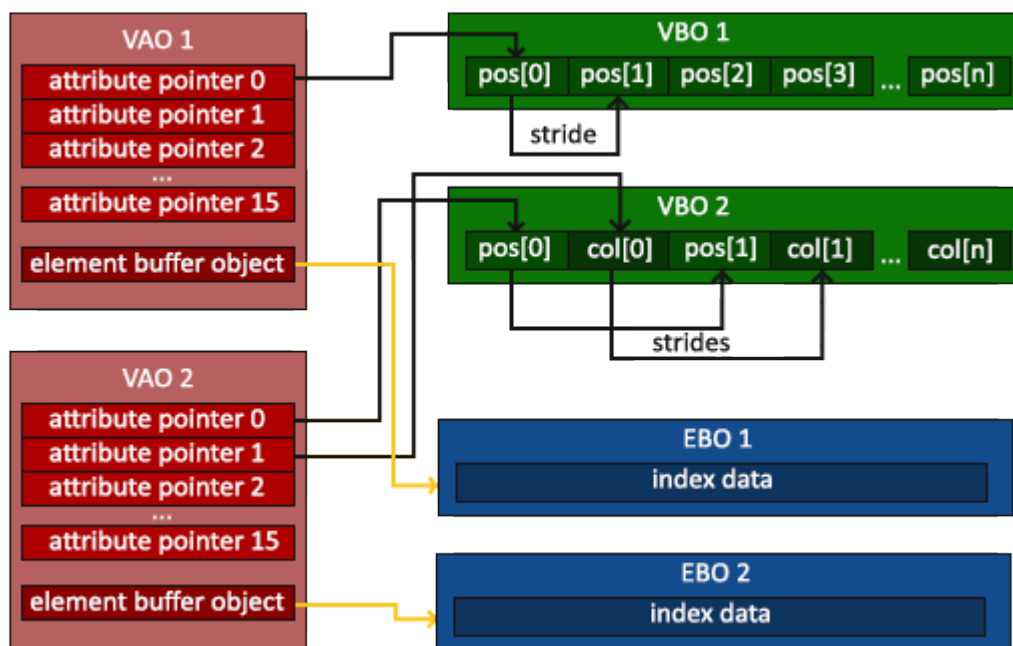 VAO 1
attribute pointer 0
attribute pointer 1
attribute pointer 2
...
attribute pointer 15
element buffer object
VBO 1
pos[0] pos[1] pos[2] pos[3] ... pos[n]
stride
VBO 2
pos[0] col[0] pos[1] col[1] ... col[n]
strides
VAO 2
attribute pointer 0
attribute pointer 1
attribute pointer 2
...
attribute pointer 15
element buffer object
EBO 1
index data
EBO 2
index data